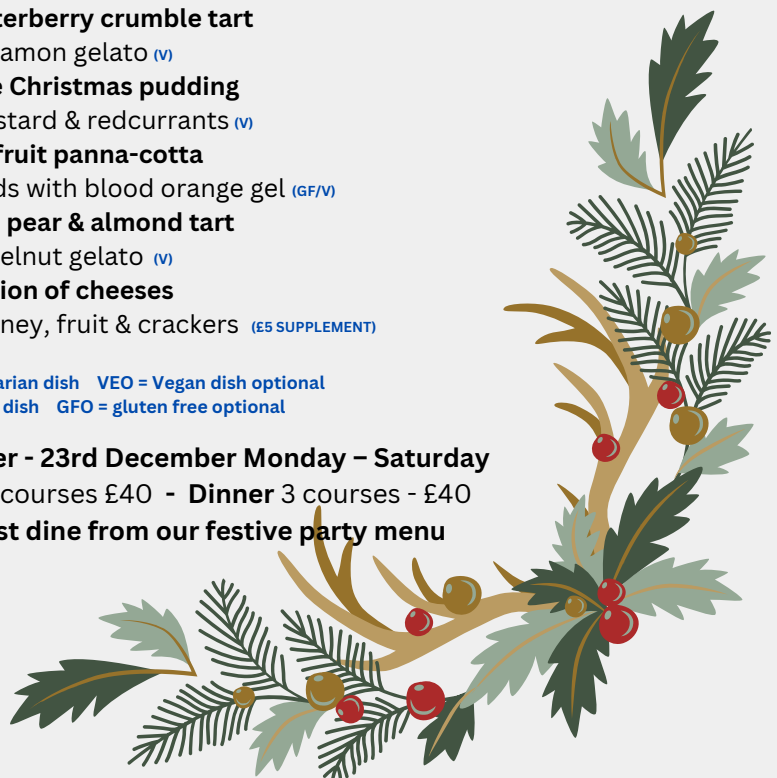 terberry crumble tart
amon gelato (V)
e Christmas pudding
stard & redcurrants (V)
fruit panna-cotta
ds with blood orange gel (GF/V)
pear & almond tart
elnut gelato (V)
ion of cheeses
ney, fruit & crackers (£5 SUPPLEMENT)
arian dish VEO = Vegan dish optional
dish GFO = gluten free optional
er - 23rd December Monday – Saturday
courses £40 - Dinner 3 courses - £40
st dine from our festive party menu